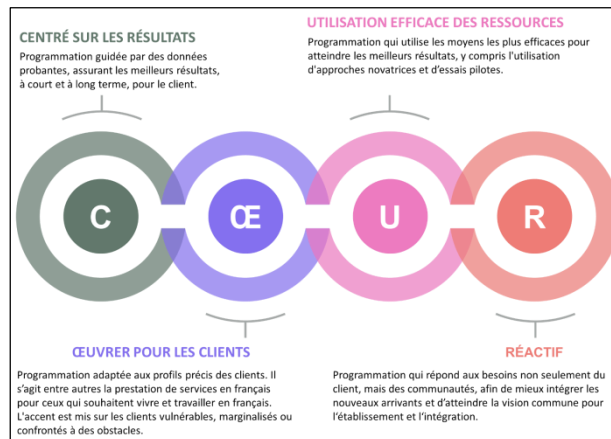 CENTRÉ SUR LES RÉSULTATS
Programmation guidée par des données
probantes, assurant les meilleurs résultats,
à court et à long terme, pour le client.
UTILISATION EFFICACE DES RESSOURCES
Programmation qui utilise les moyens les plus efficaces pour
atteindre les meilleurs résultats, y compris l'utilisation
d'approches novatrices et d'essais pilotes.
C
Œ
U
R
ŒUVRER POUR LES CLIENTS
Programmation adaptée aux profils précis des clients. Il
s'agit entre autres la prestation de services en français
pour ceux qui souhaitent vivre et travailler en français.
L'accent est mis sur les clients vulnérables, marginalisés ou
confrontés à des obstacles.
RÉACTIF
Programmation qui répond aux besoins non seulement du
client, mais des communautés, afin de mieux intégrer les
nouveaux arrivants et d'atteindre la vision commune pour
l'établissement et l'intégration.